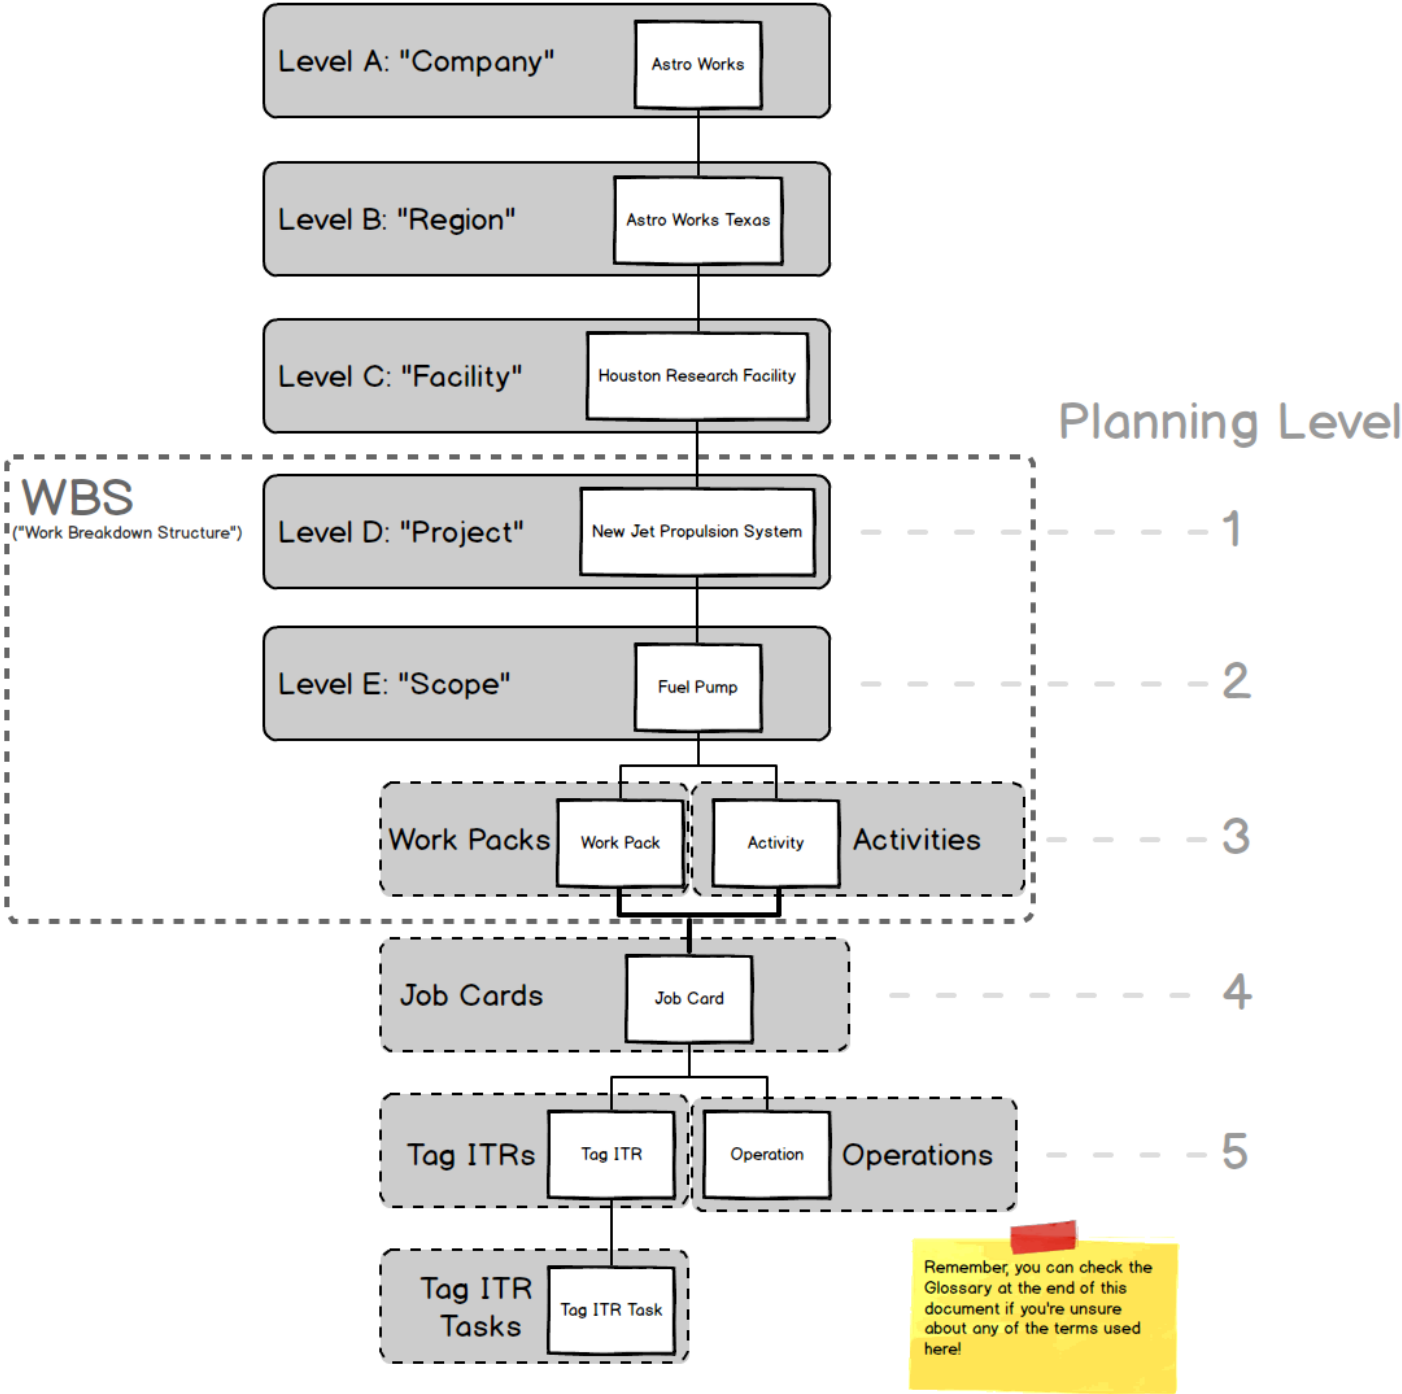 Level A: "Company"
Astro Works
Level B: "Region"
Astro Works Texas
Level C: "Facility"
Houston Research Facility
Planning Level
WBS
("Work Breakdown Structure")
Level D: "Project"
New Jet Propulsion System
1
Level E: "Scope"
Fuel Pump
2
Work Packs
Work Pack
Activity
Activities
3
Job Cards
Job Card
4
Tag ITRs
Tag ITR
Operation
Operations
5
Tag ITR
Tasks
Tag ITR Task
Remember, you can check the
Glossary at the end of this
document if you're unsure
about any of the terms used
here!